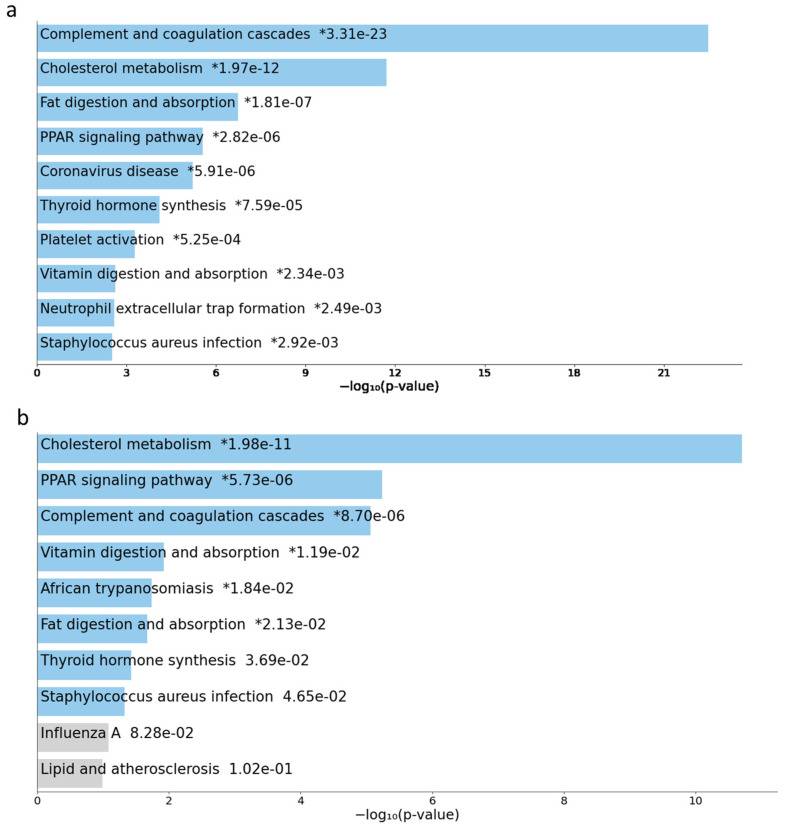 a
Complement and coagulation cascades *3.31e-23
Cholesterol metabolism *1.97e-12
Fat digestion and absorption *1.81e-07
PPAR signaling pathway *2.82e-06
Coronavirus disease *5.91e-06
Thyroid hormone synthesis *7.59e-05
Platelet activation *5.25e-04
Vitamin digestion and absorption *2.34e-03
Neutrophil extracellular trap formation *2.49e-03
Staphylococcus aureus infection *2.92e-03
0 3 6 9 12 15 18 21
−log₁₀(p-value)
b
Cholesterol metabolism *1.98e-11
PPAR signaling pathway *5.73e-06
Complement and coagulation cascades *8.70e-06
Vitamin digestion and absorption *1.19e-02
African trypanosomiasis *1.84e-02
Fat digestion and absorption *2.13e-02
Thyroid hormone synthesis 3.69e-02
Staphylococcus aureus infection 4.65e-02
Influenza A 8.28e-02
Lipid and atherosclerosis 1.02e-01
0 2 4 6 8 10
−log₁₀(p-value)